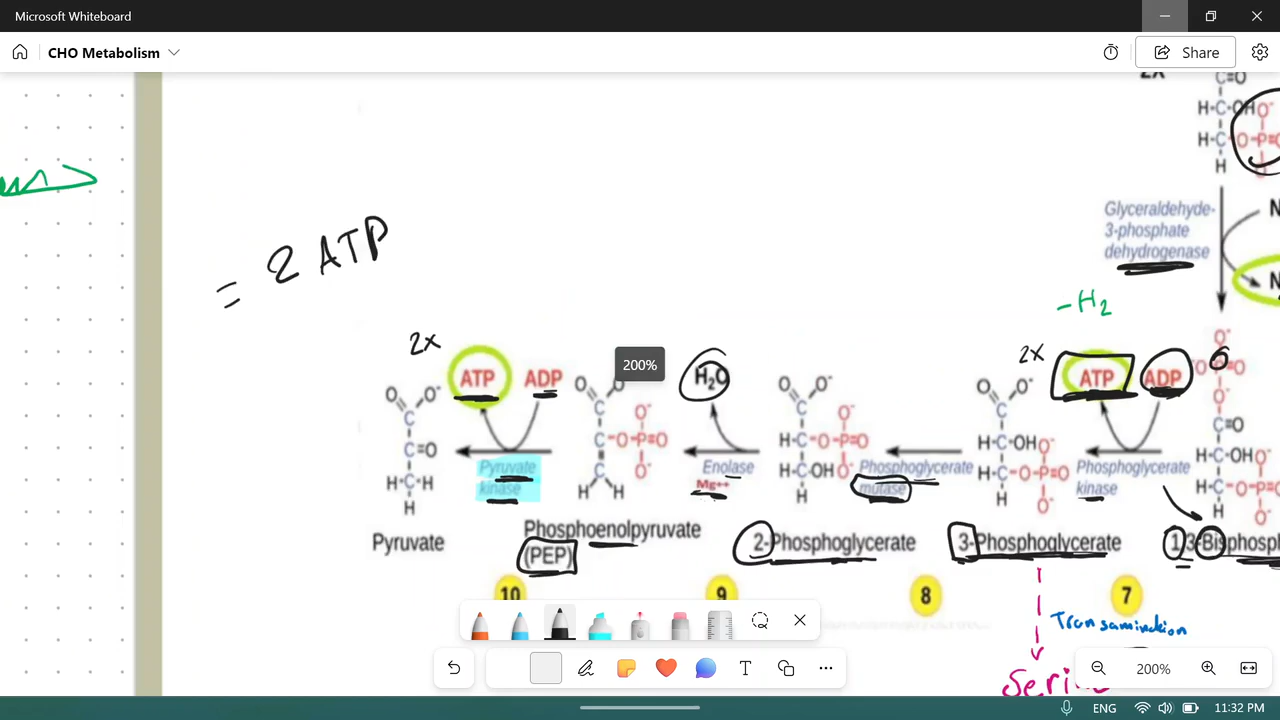 Microsoft Whiteboard
CHO Metabolism
Share
2X
C=O
H-C-OH O⁻
H-C O-P=O
H
Glyceraldehyde-
3-phosphate
dehydrogenase
N
N
= 2 ATP
-H2
2x
ATP ADP
200%
H₂O
2x
ATP ADP
Pyruvate
kinase
Enolase
Mg++
Phosphoglycerate
mutase
Phosphoglycerate
kinase
Pyruvate
Phosphoenolpyruvate
(PEP)
2-Phosphoglycerate
3-Phosphoglycerate
1,3-Bisphosph
10
9
8
7
Transamination
Serin
200%
ENG
11:32 PM